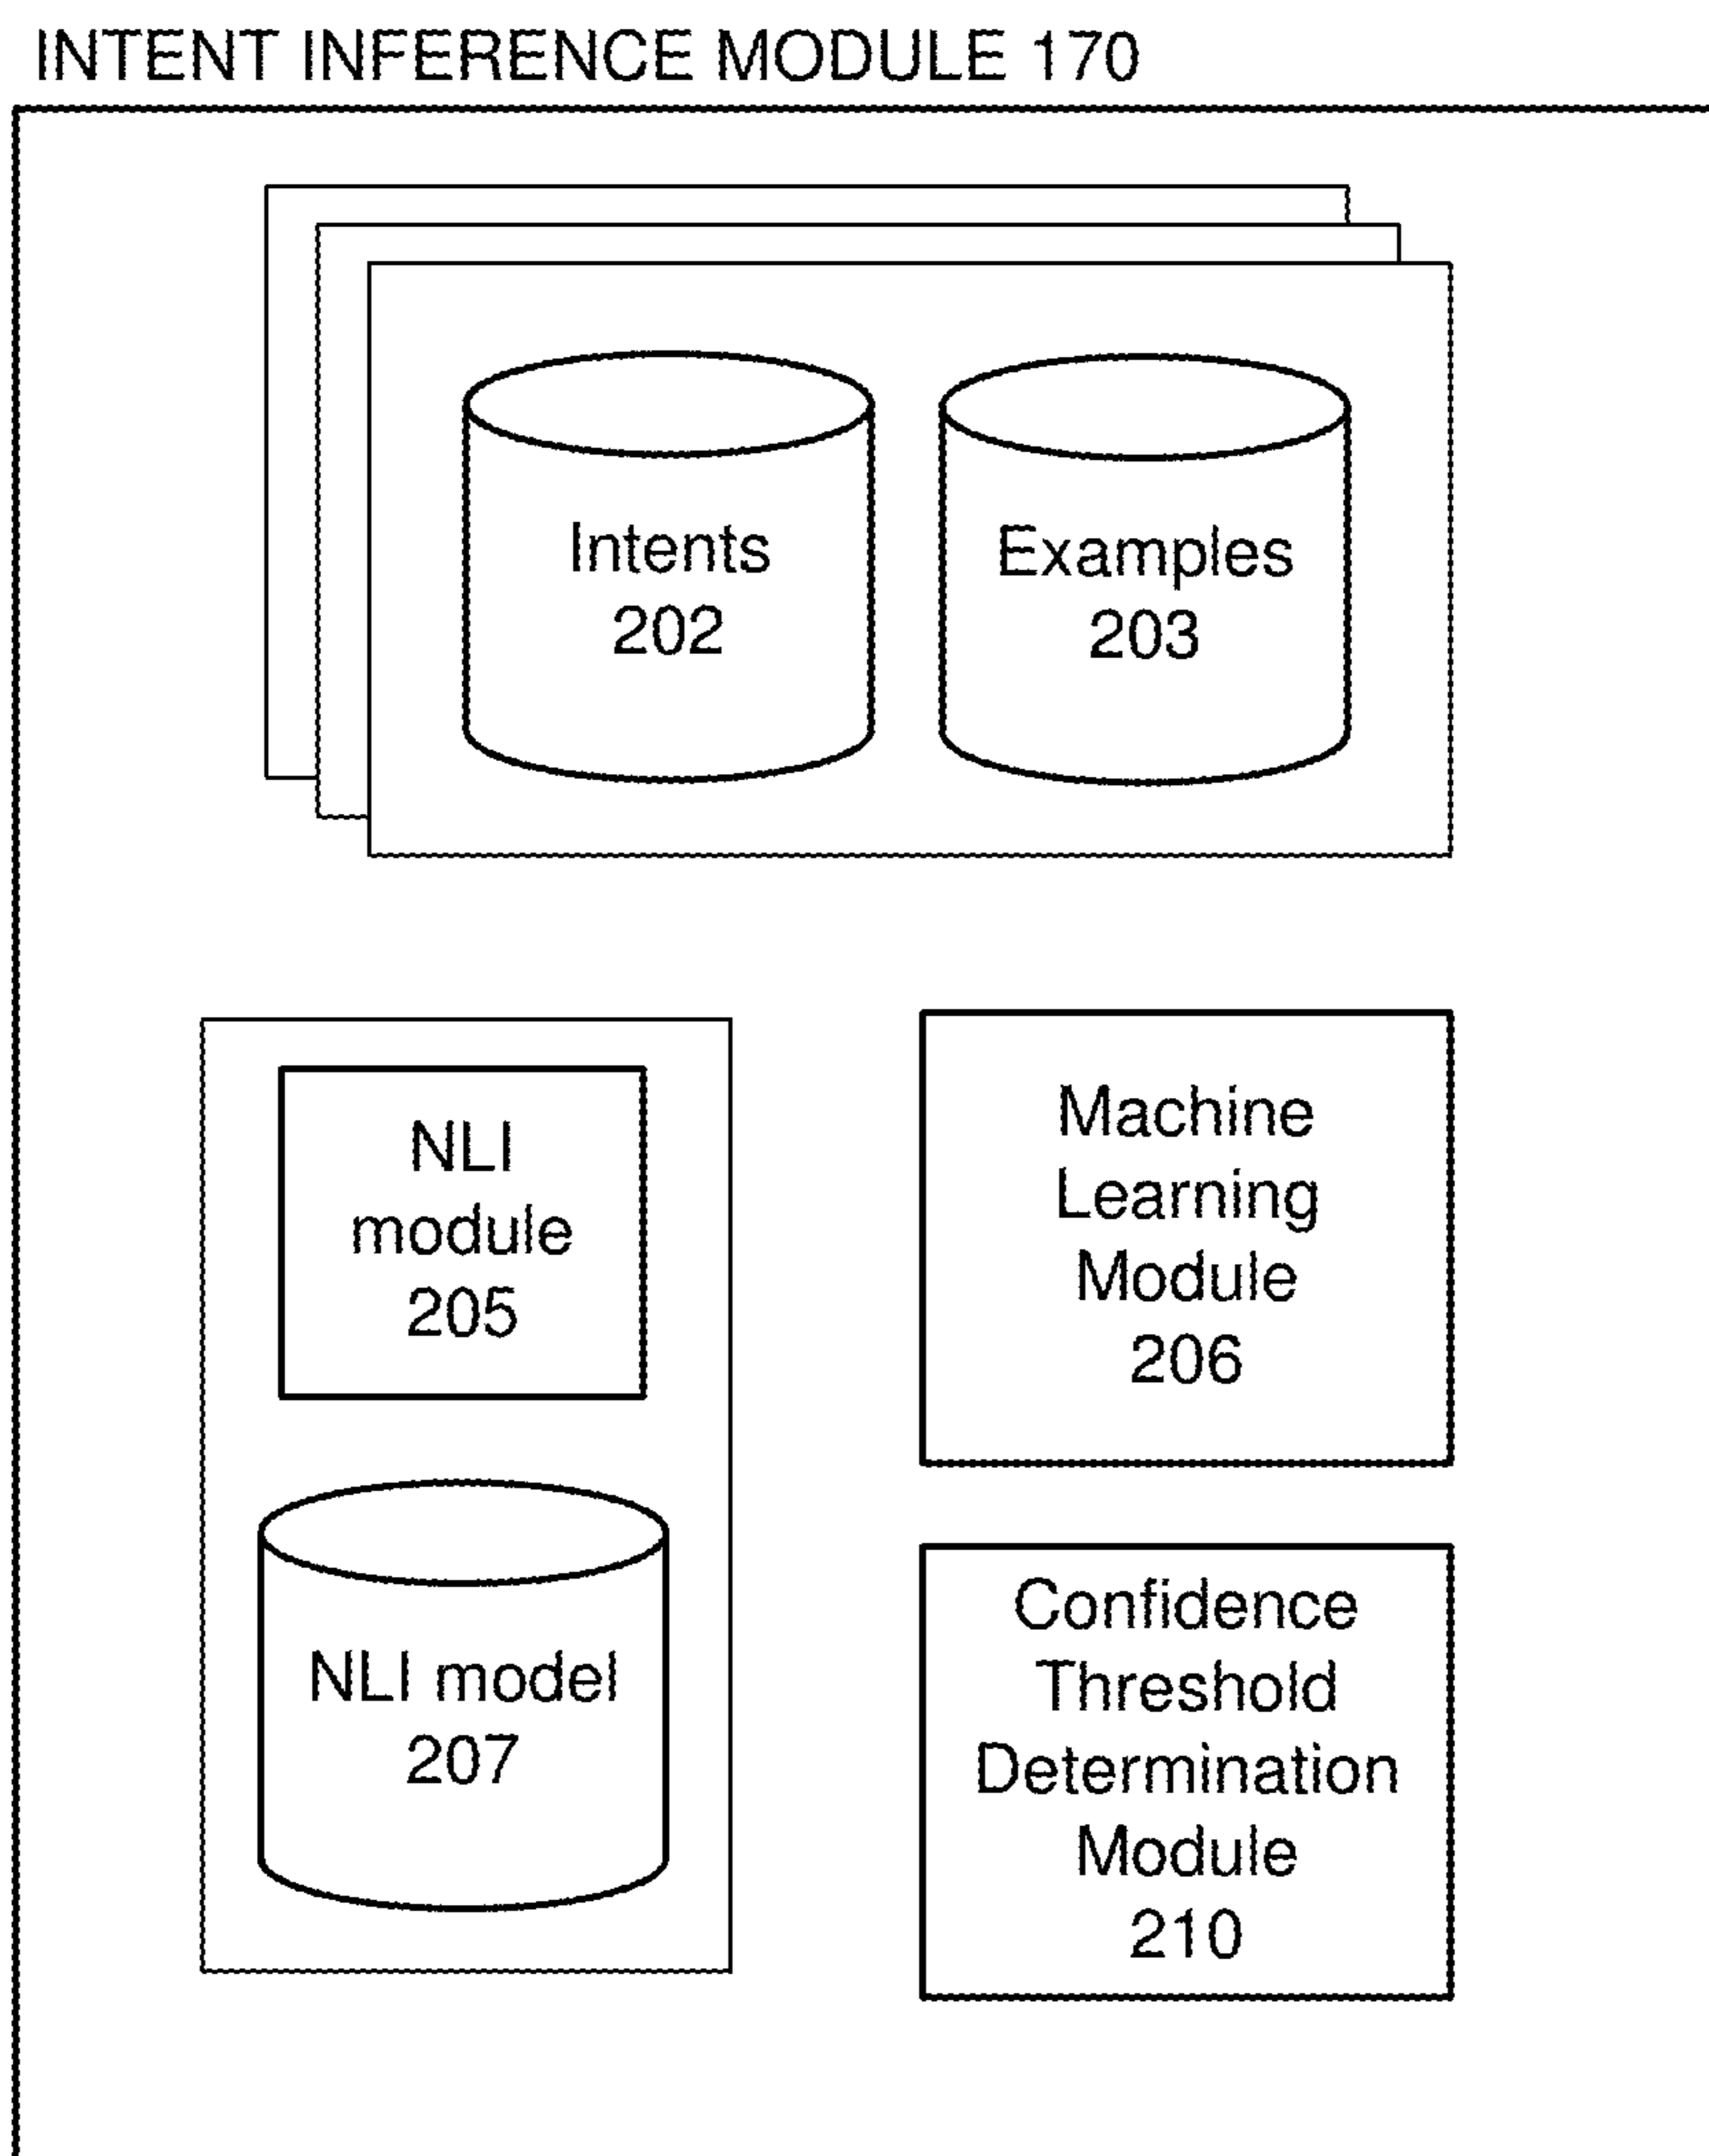 INTENT INFERENCE MODULE 170
Intents
202
Examples
203
NLI
module
205
Machine
Learning
Module
206
NLI model
207
Confidence
Threshold
Determination
Module
210